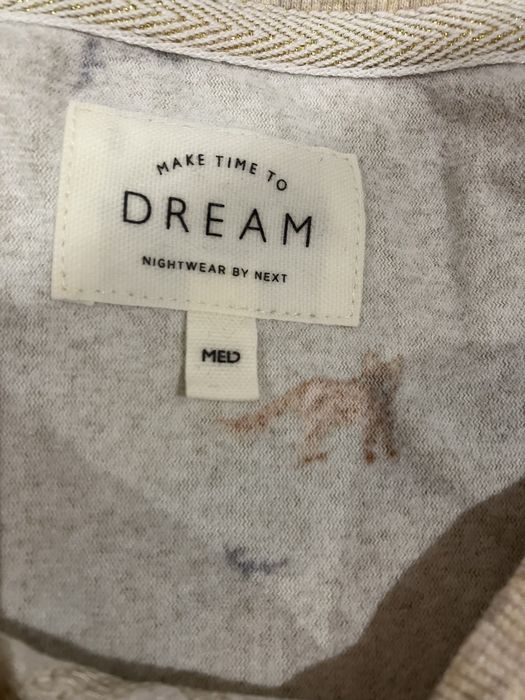 MAKE TIME TO
DREAM
NIGHTWEAR BY NEXT
MED